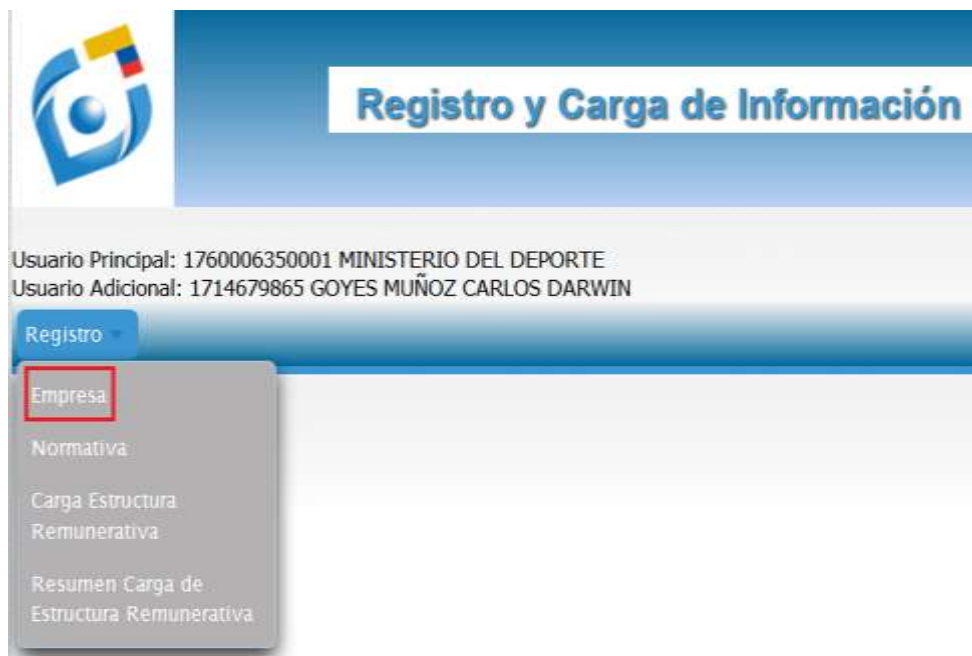 Registro y Carga de Información
Usuario Principal: 1760006350001 MINISTERIO DEL DEPORTE
Usuario Adicional: 1714679865 GOYES MUÑOZ CARLOS DARWIN
Registro
Empresa
Normativa
Carga Estructura
Remunerativa
Resumen Carga de
Estructura Remunerativa